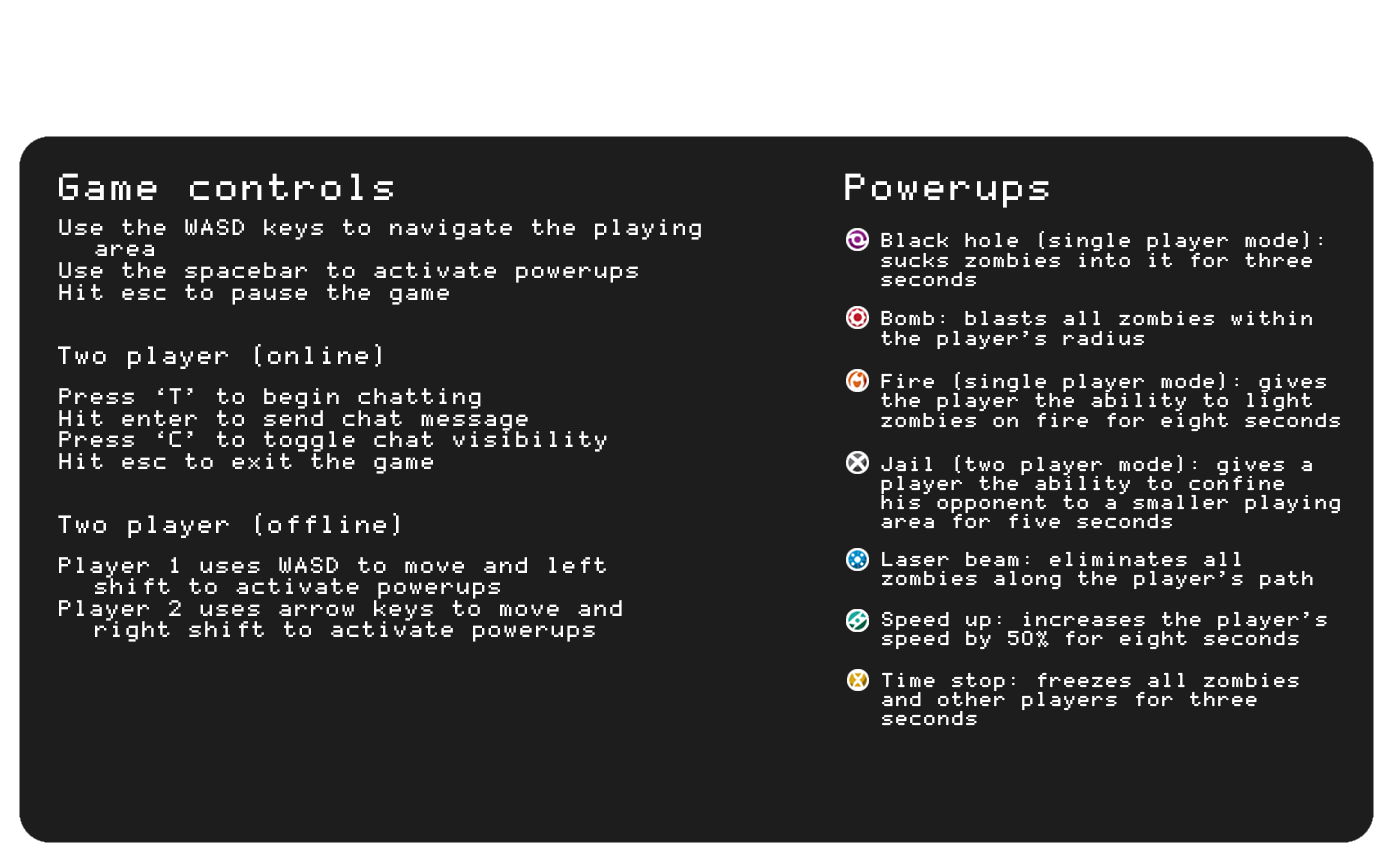 Game controls
Use the WASD keys to navigate the playing
area
Use the spacebar to activate powerups
Hit esc to pause the game
Two player (online)
Press ‘T’ to begin chatting
Hit enter to send chat message
Press ‘C’ to toggle chat visibility
Hit esc to exit the game
Two player (offline)
Player 1 uses WASD to move and left
shift to activate powerups
Player 2 uses arrow keys to move and
right shift to activate powerups
Powerups
Black hole (single player mode):
sucks zombies into it for three
seconds
Bomb: blasts all zombies within
the player’s radius
Fire (single player mode): gives
the player the ability to light
zombies on fire for eight seconds
Jail (two player mode): gives a
player the ability to confine
his opponent to a smaller playing
area for five seconds
Laser beam: eliminates all
zombies along the player’s path
Speed up: increases the player’s
speed by 50% for eight seconds
Time stop: freezes all zombies
and other players for three
seconds